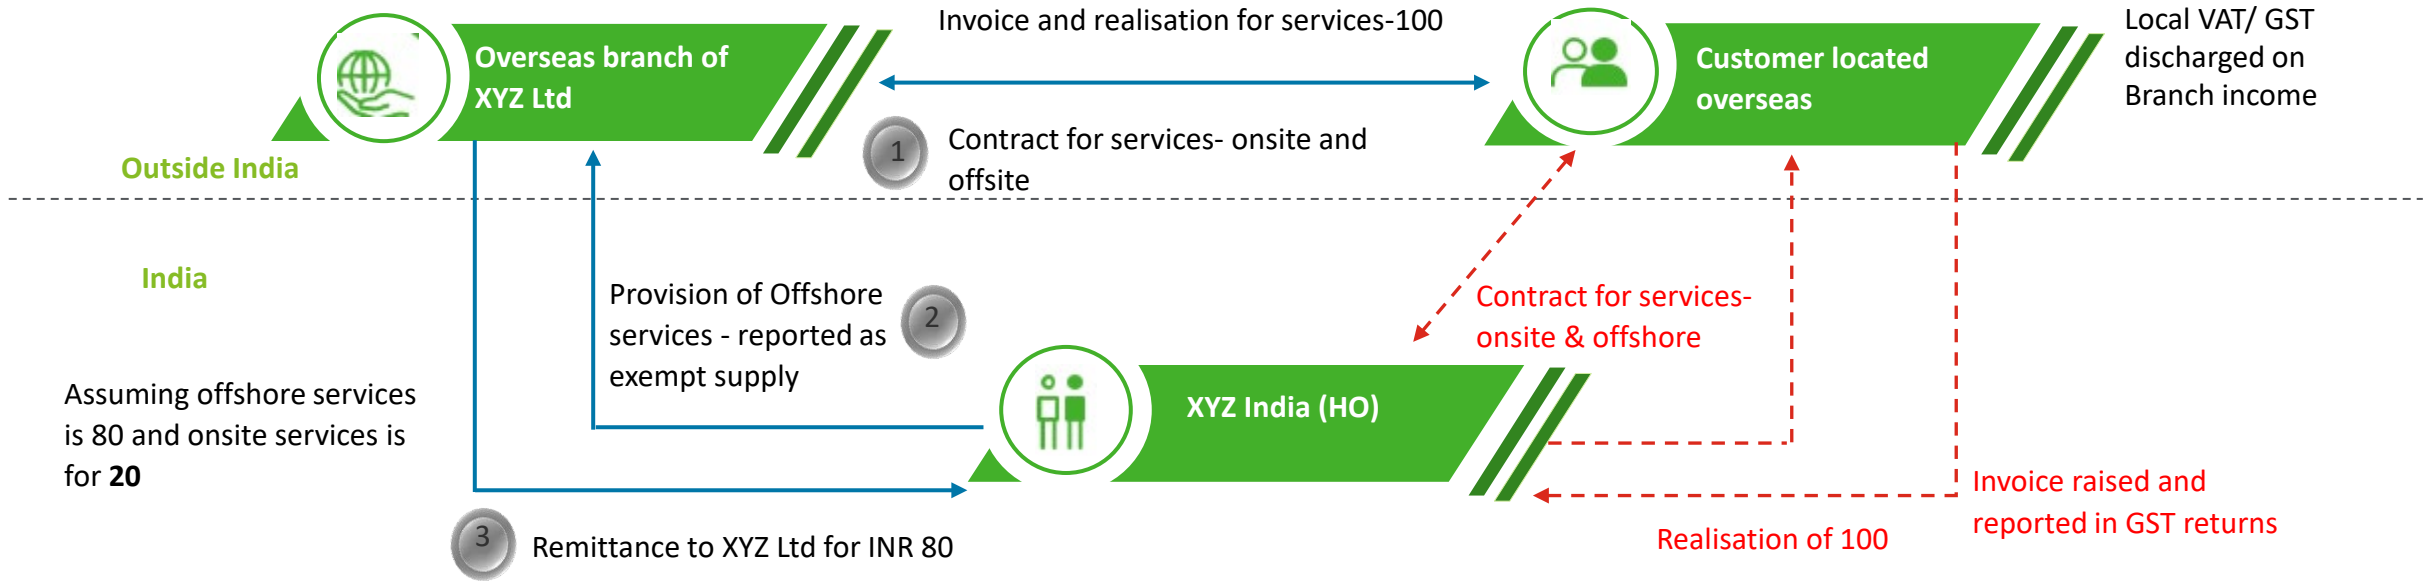 Invoice and realisation for services-100
Local VAT/ GST
discharged on
Branch income
Overseas branch of
XYZ Ltd
Customer located
overseas
1
Contract for services- onsite and
offsite
Outside India
India
Provision of Offshore
services - reported as
exempt supply
2
Contract for services-
onsite & offshore
Assuming offshore services
is 80 and onsite services is
for 20
XYZ India (HO)
Invoice raised and
reported in GST returns
3
Remittance to XYZ Ltd for INR 80
Realisation of 100